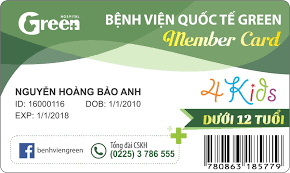 Green
HOSPITAL
BỆNH VIỆN QUỐC TẾ GREEN
Member Card
NGUYỄN HOÀNG BẢO ANH
ID: 16000116 DOB: 1/1/2010
EXP: 1/1/2018
4 Kids
DƯỚI 12 TUỔI
benhviengreen
Tổng đài CSKH
(0225) 3 786 555
780863 185779